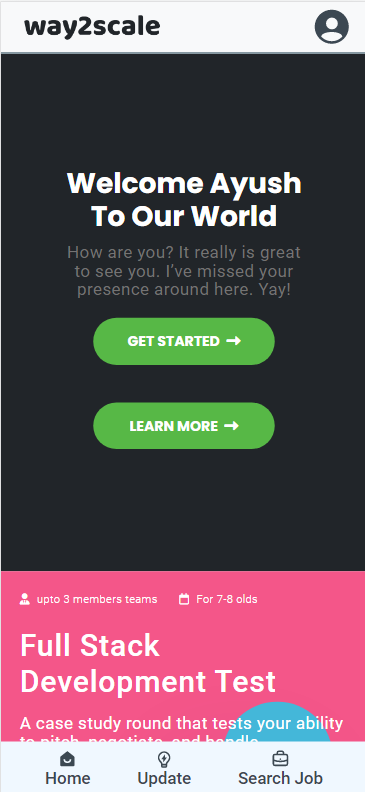 way2scale
Welcome Ayush
To Our World
How are you? It really is great
to see you. I've missed your
presence around here. Yay!
GET STARTED
LEARN MORE
upto 3 members teams For 7-8 olds
Full Stack
Development Test
A case study round that tests your ability
to pitch, negotiate, and handle
Home Update Search Job